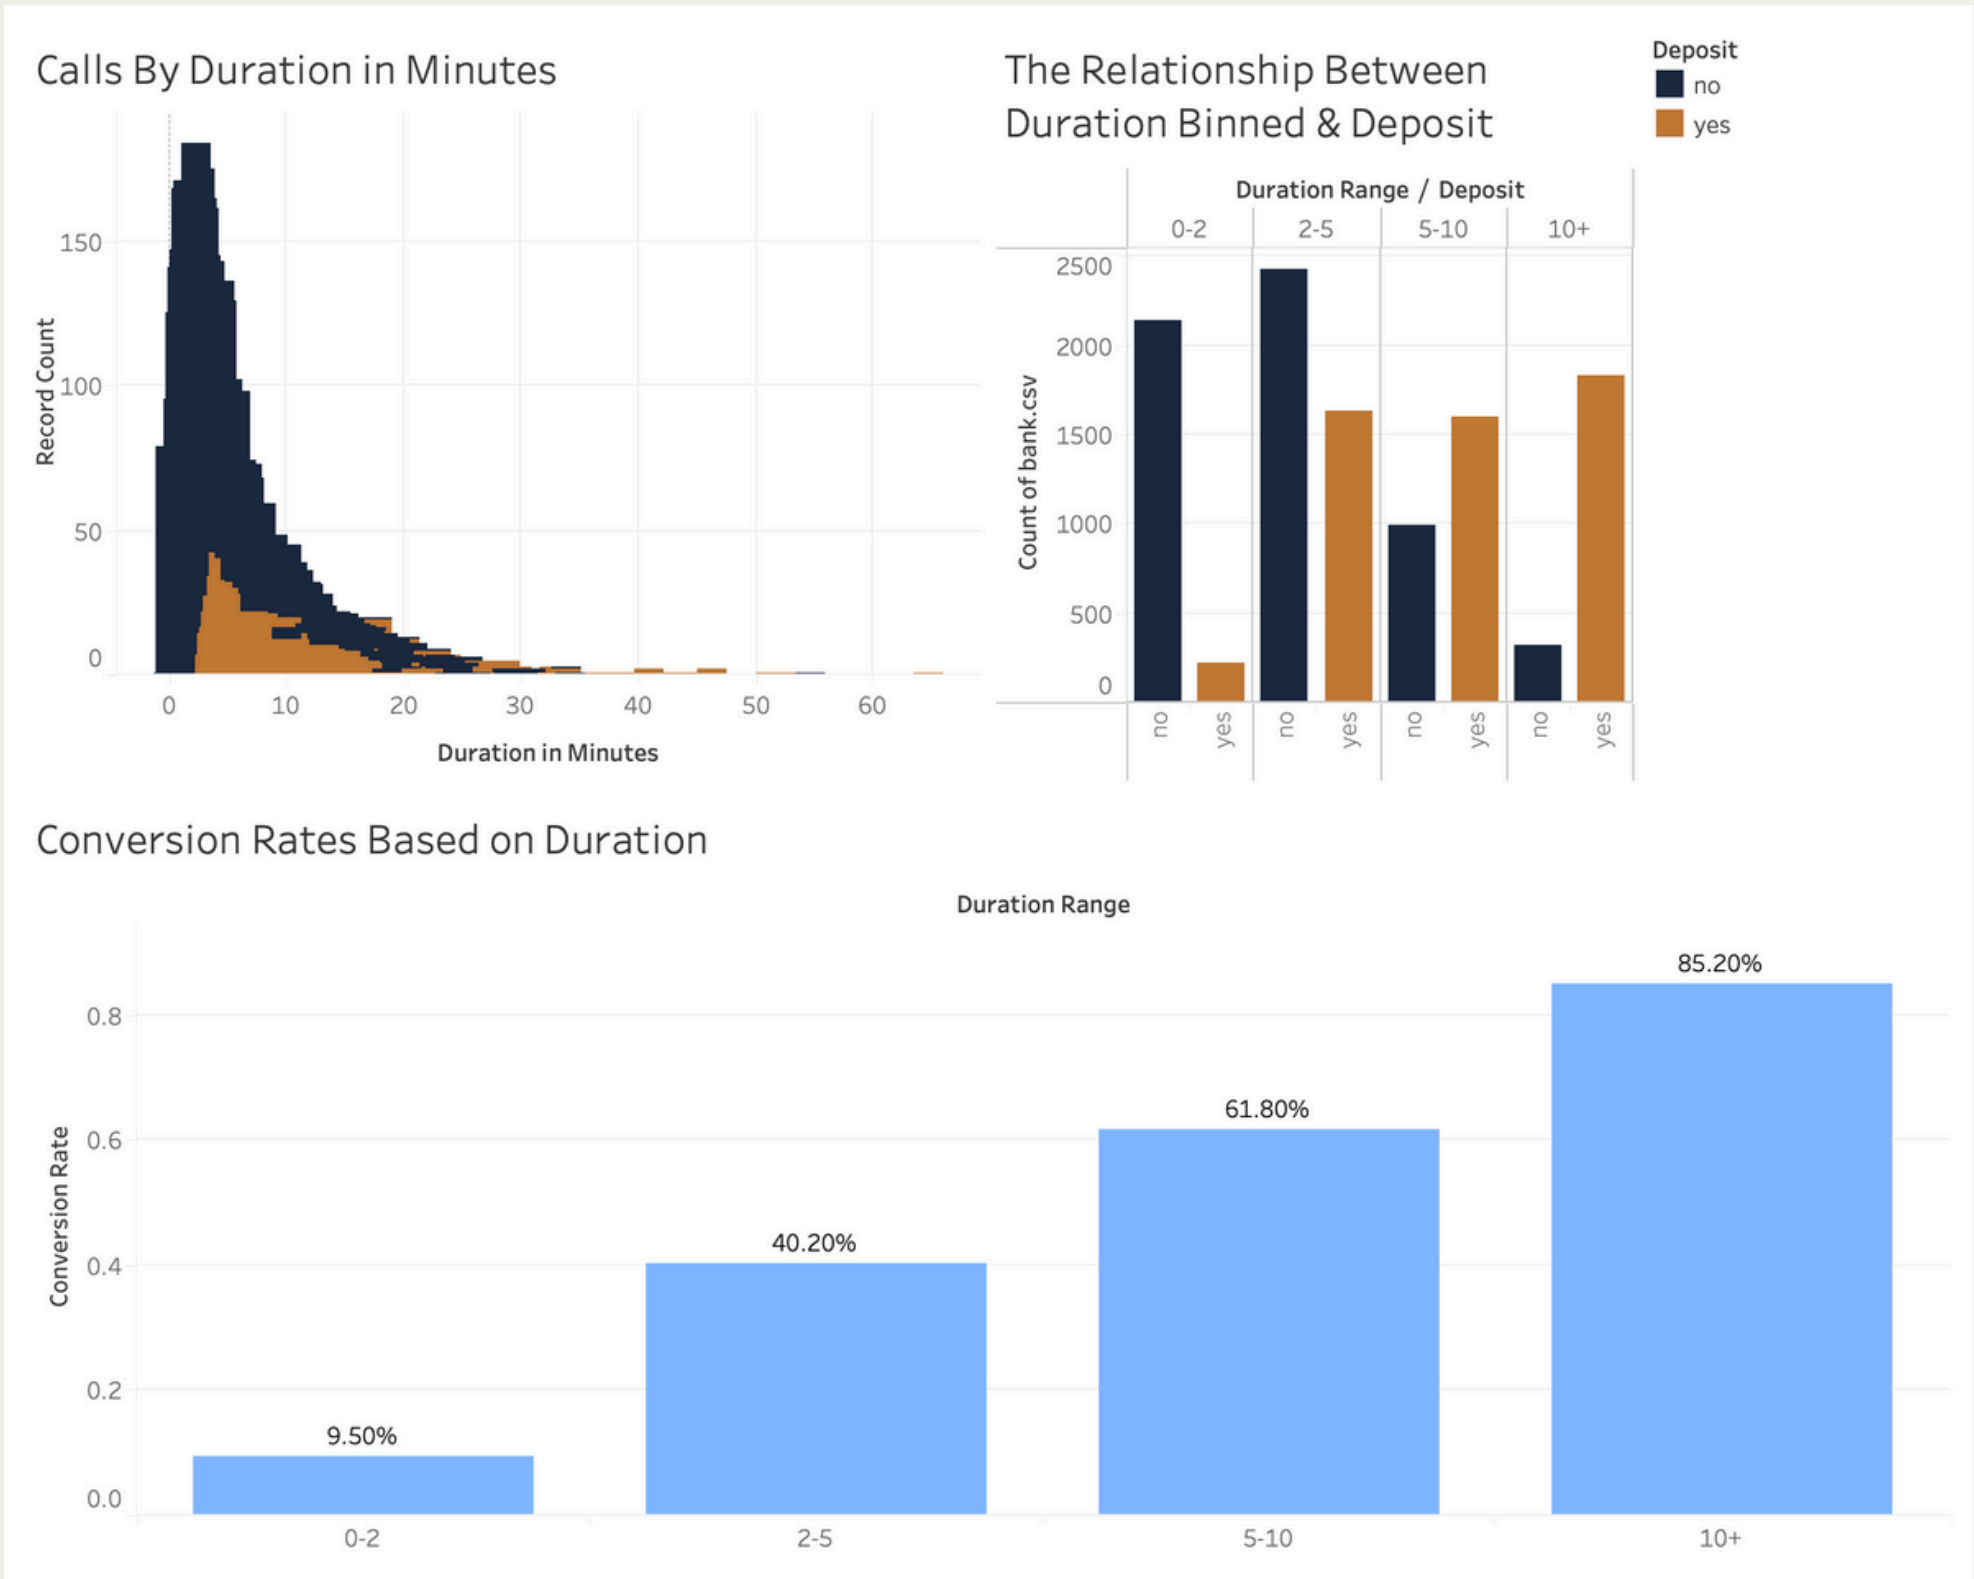 Calls By Duration in Minutes
150
100
50
0
Record Count
0 10 20 30 40 50 60
Duration in Minutes
The Relationship Between
Duration Binned & Deposit
Deposit
no
yes
Duration Range / Deposit
0-2 2-5 5-10 10+
2500
2000
1500
1000
500
0
Count of bank.csv
no yes no yes no yes no yes
Conversion Rates Based on Duration
Duration Range
0.8
0.6
0.4
0.2
0.0
Conversion Rate
9.50%
40.20%
61.80%
85.20%
0-2 2-5 5-10 10+